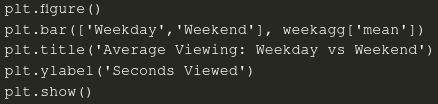 plt.figure()
plt.bar(['Weekday','Weekend'], weekagg['mean'])
plt.title('Average Viewing: Weekday vs Weekend')
plt.ylabel('Seconds Viewed')
plt.show()